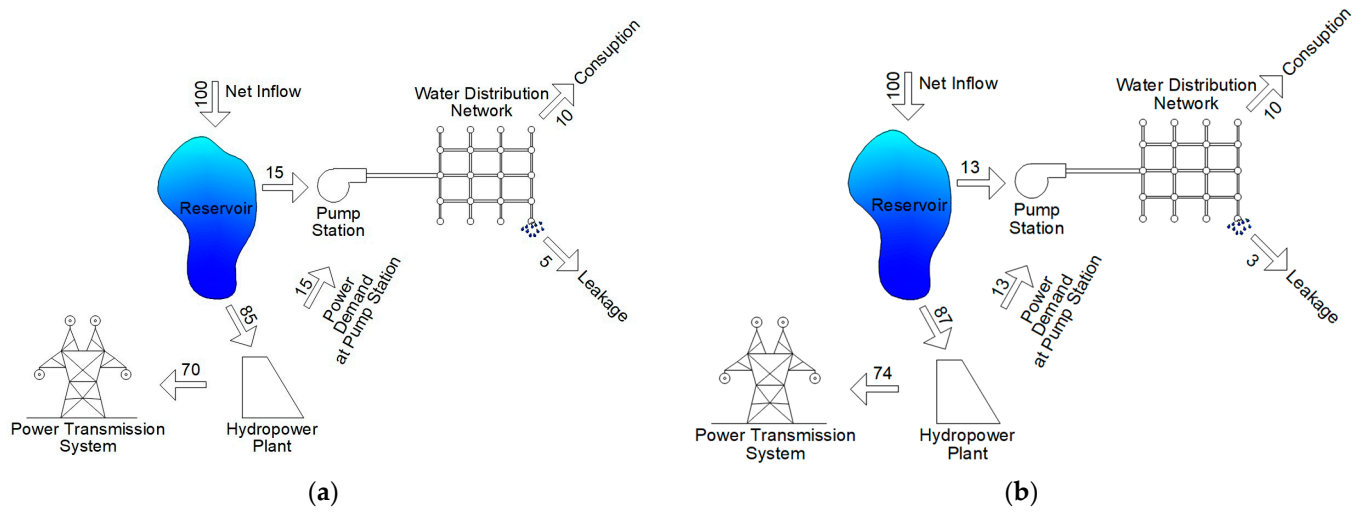 100
Net Inflow
Reservoir
15
Pump
Station
Water Distribution
Network
Consuption
10
5
Leakage
15
Power
Demand
at Pump Station
85
70
Power Transmission
System
Hydropower
Plant
(a)
100
Net Inflow
Reservoir
13
Pump
Station
Water Distribution
Network
Consuption
10
3
Leakage
13
Power
Demand
at Pump Station
87
74
Power Transmission
System
Hydropower
Plant
(b)